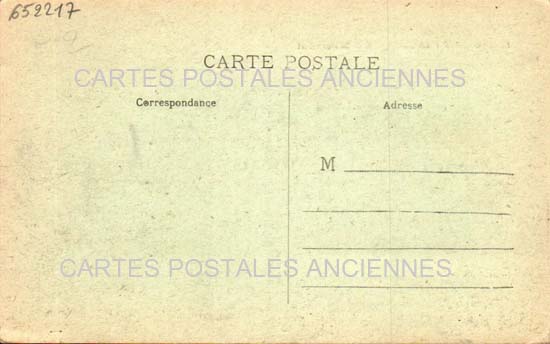 652217
CARTE POSTALE
CARTES POSTALES ANCIENNES
Correspondance
Adresse
M
CARTES POSTALES ANCIENNES